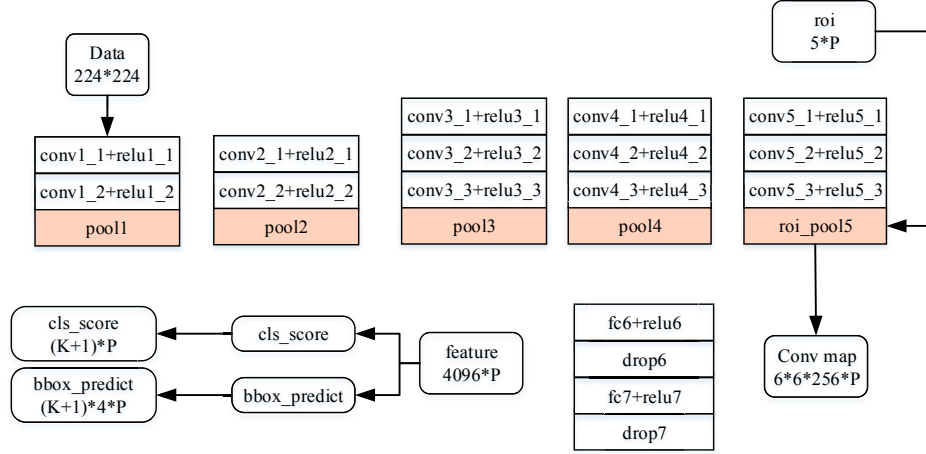 roi
5*P
Data
224*224
conv1_1+relu1_1
conv1_2+relu1_2
pool1
conv2_1+relu2_1
conv2_2+relu2_2
pool2
conv3_1+relu3_1
conv3_2+relu3_2
conv3_3+relu3_3
pool3
conv4_1+relu4_1
conv4_2+relu4_2
conv4_3+relu4_3
pool4
conv5_1+relu5_1
conv5_2+relu5_2
conv5_3+relu5_3
roi_pool5
cls_score
(K+1)*P
bbox_predict
(K+1)*4*P
cls_score
bbox_predict
feature
4096*P
fc6+relu6
drop6
fc7+relu7
drop7
Conv map
6*6*256*P